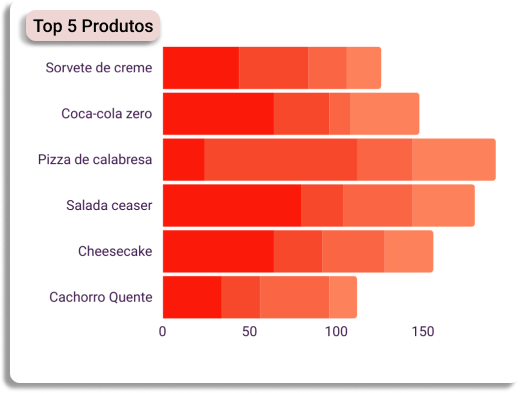 Top 5 Produtos
Sorvete de creme
Coca-cola zero
Pizza de calabresa
Salada ceaser
Cheesecake
Cachorro Quente
0 50 100 150